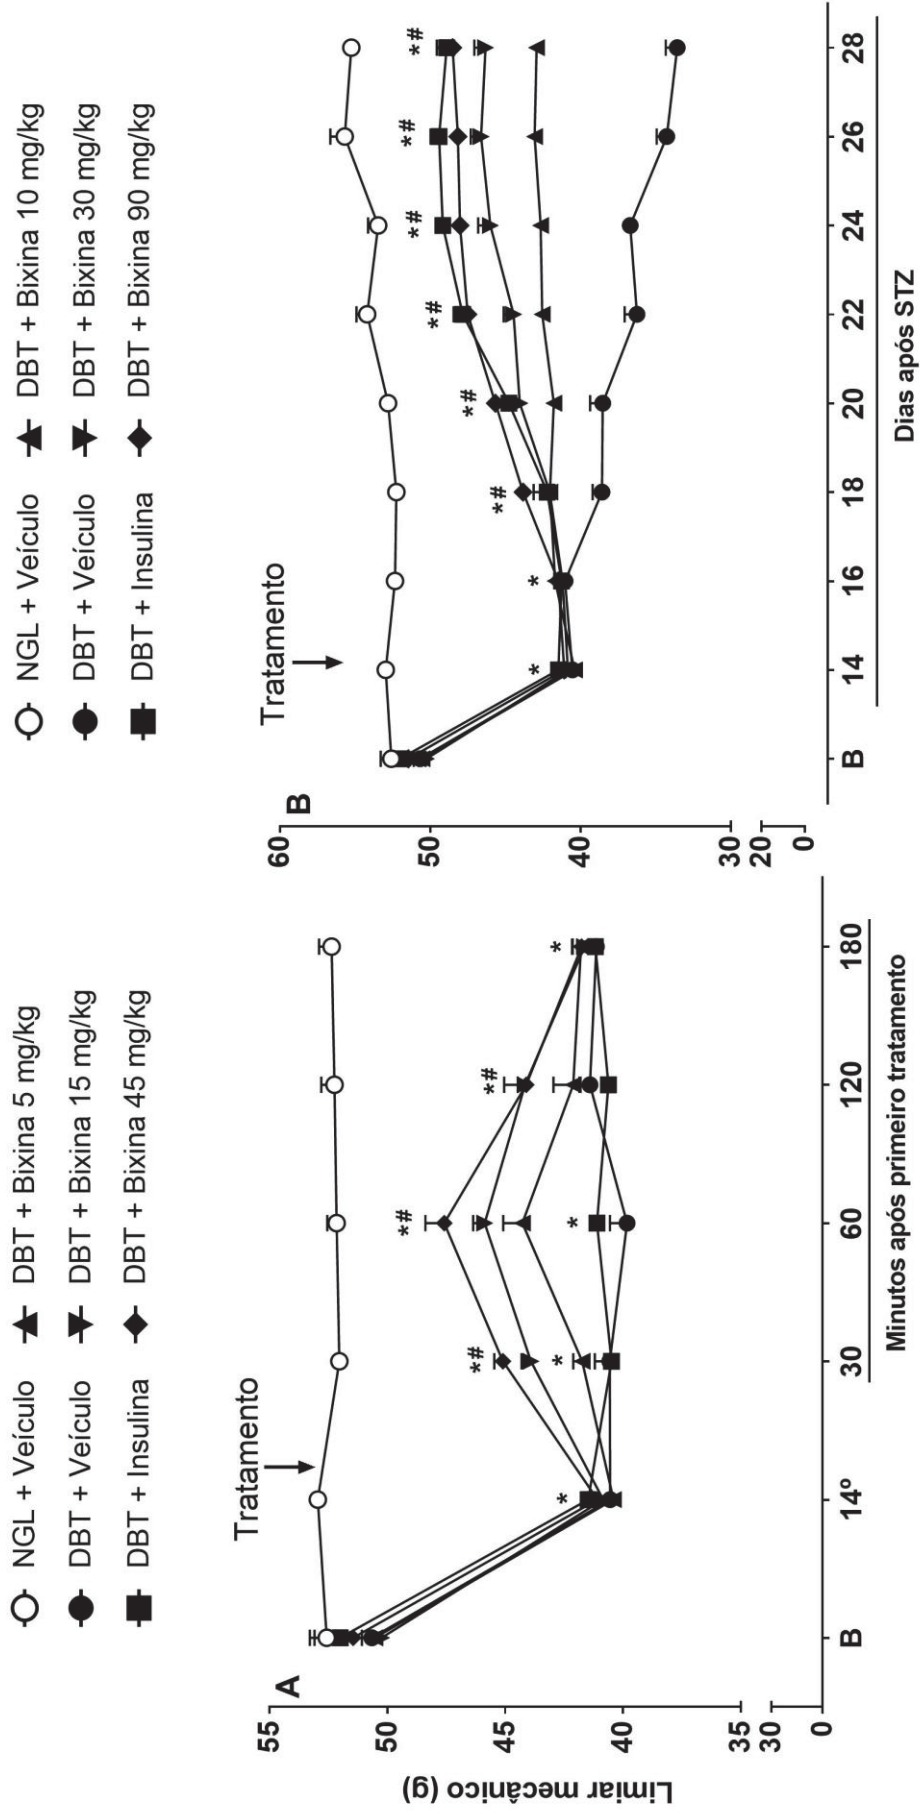 NGL + Veículo
DBT + Veículo
DBT + Insulina
DBT + Bixina 5 mg/kg
DBT + Bixina 15 mg/kg
DBT + Bixina 45 mg/kg
A
Tratamento
Limiar mecânico (g)
55
50
45
40
35
30
0
*
*
*#
*
*#
*#
*
B
14º
30
60
120
180
Minutos após primeiro tratamento
NGL + Veículo
DBT + Veículo
DBT + Insulina
DBT + Bixina 10 mg/kg
DBT + Bixina 30 mg/kg
DBT + Bixina 90 mg/kg
B
Tratamento
60
50
40
30
20
0
*
*
*#
*#
*#
*#
*#
*#
B
14
16
18
20
22
24
26
28
Dias após STZ